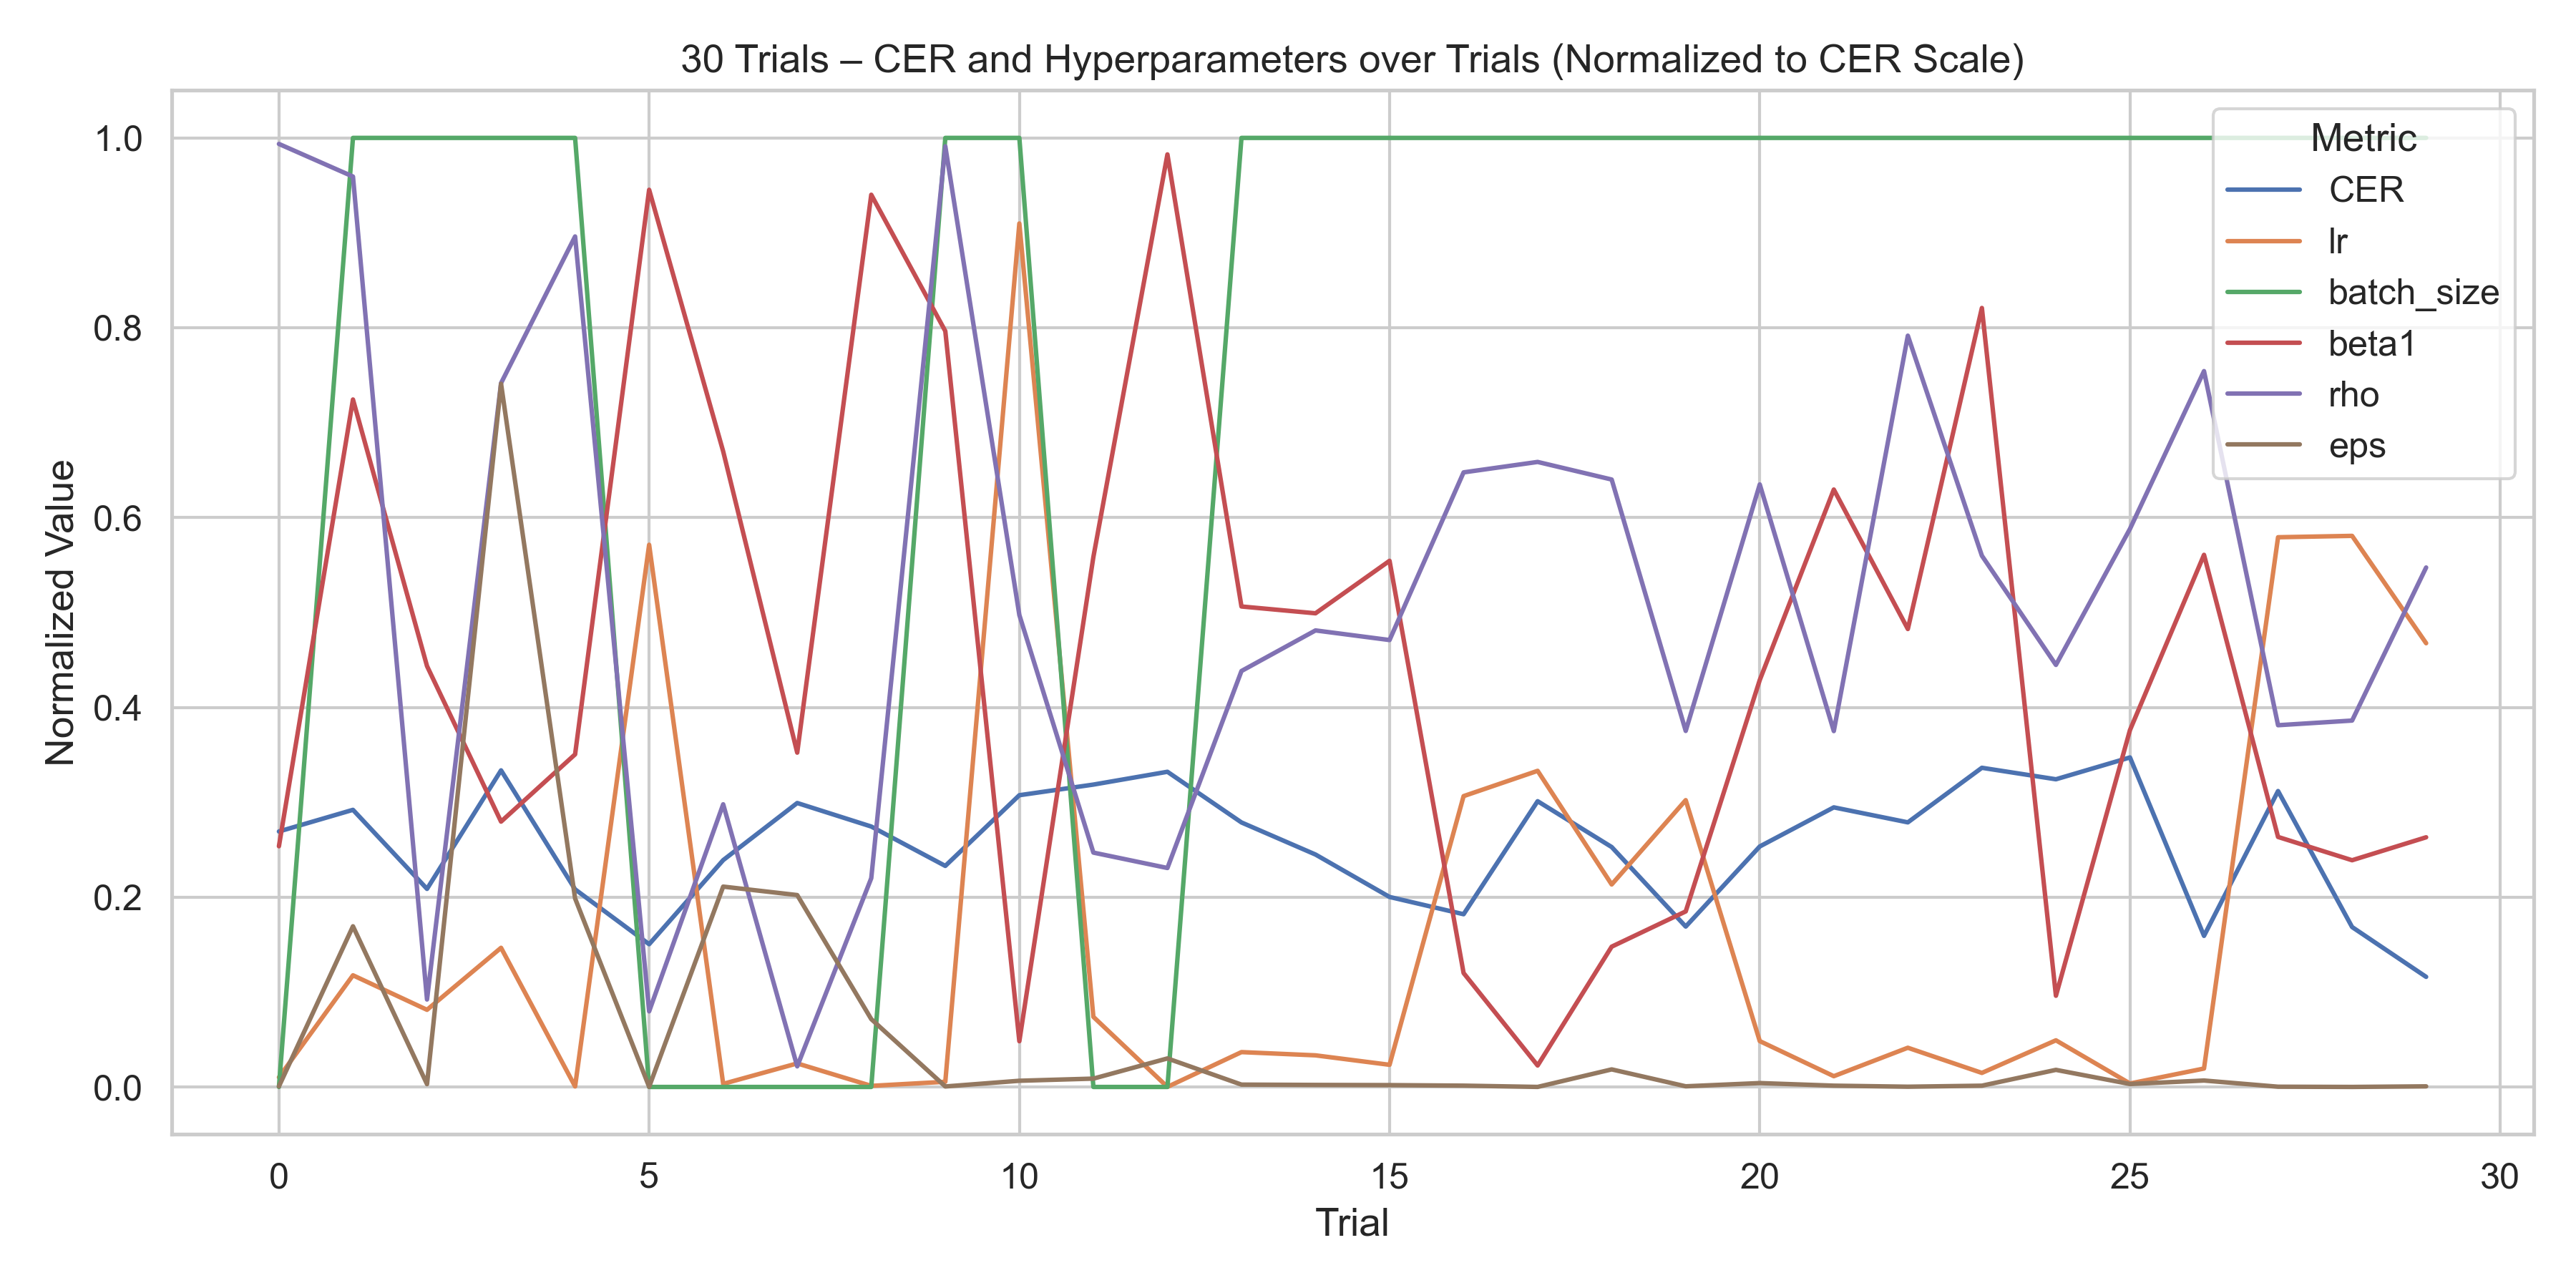 30 Trials – CER and Hyperparameters over Trials (Normalized to CER Scale)
Normalized Value
1.0
0.8
0.6
0.4
0.2
0.0
0 5 10 15 20 25 30
Trial
Metric
CER
lr
batch_size
beta1
rho
eps